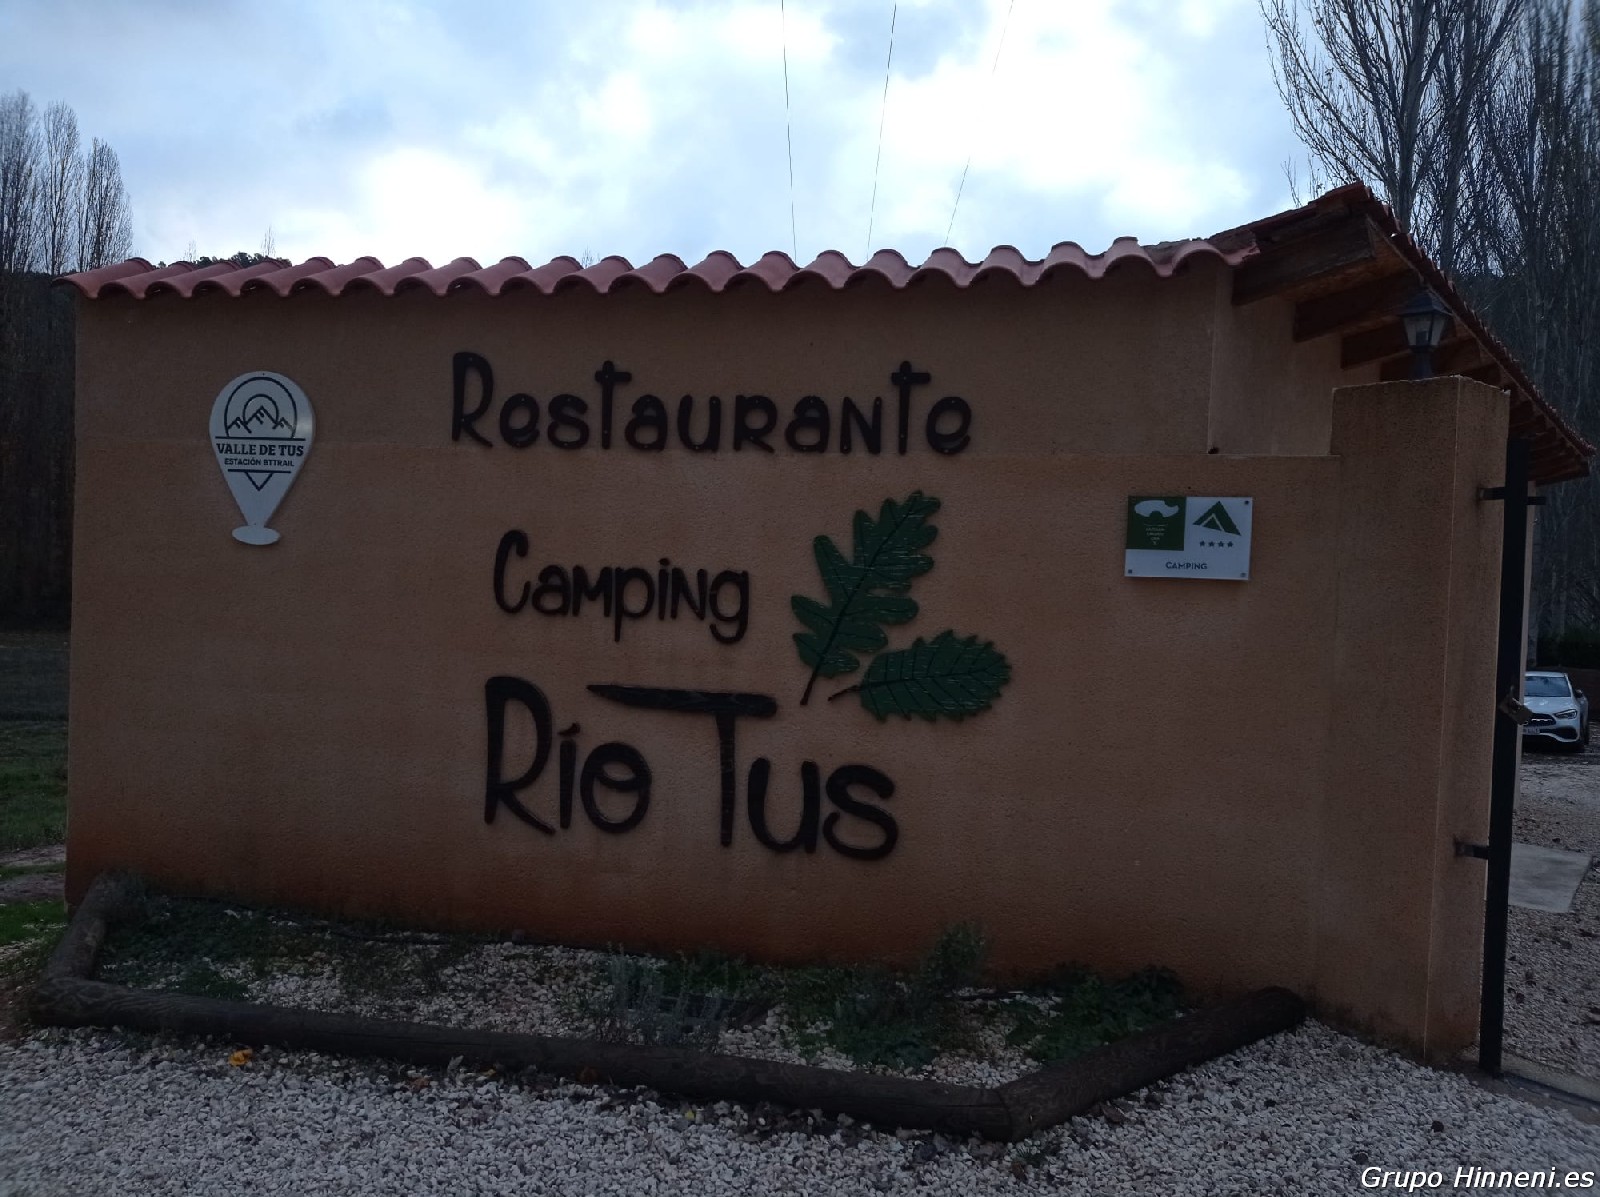 Restaurante
VALLE DE TUS
ESTACIÓN BTTRAIL
Camping
CAMPING
Río Tus
Grupo Hinneni.es